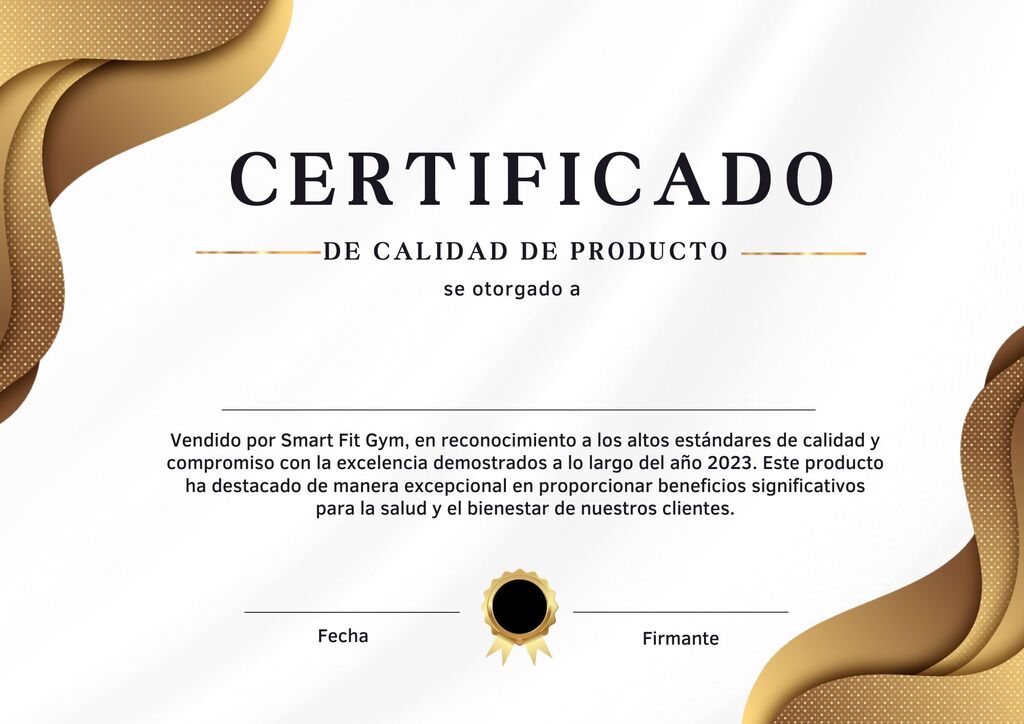 CERTIFICADO
DE CALIDAD DE PRODUCTO
se otorgado a
Vendido por Smart Fit Gym, en reconocimiento a los altos estándares de calidad y
compromiso con la excelencia demostrados a lo largo del año 2023. Este producto
ha destacado de manera excepcional en proporcionar beneficios significativos
para la salud y el bienestar de nuestros clientes.
Fecha
Firmante